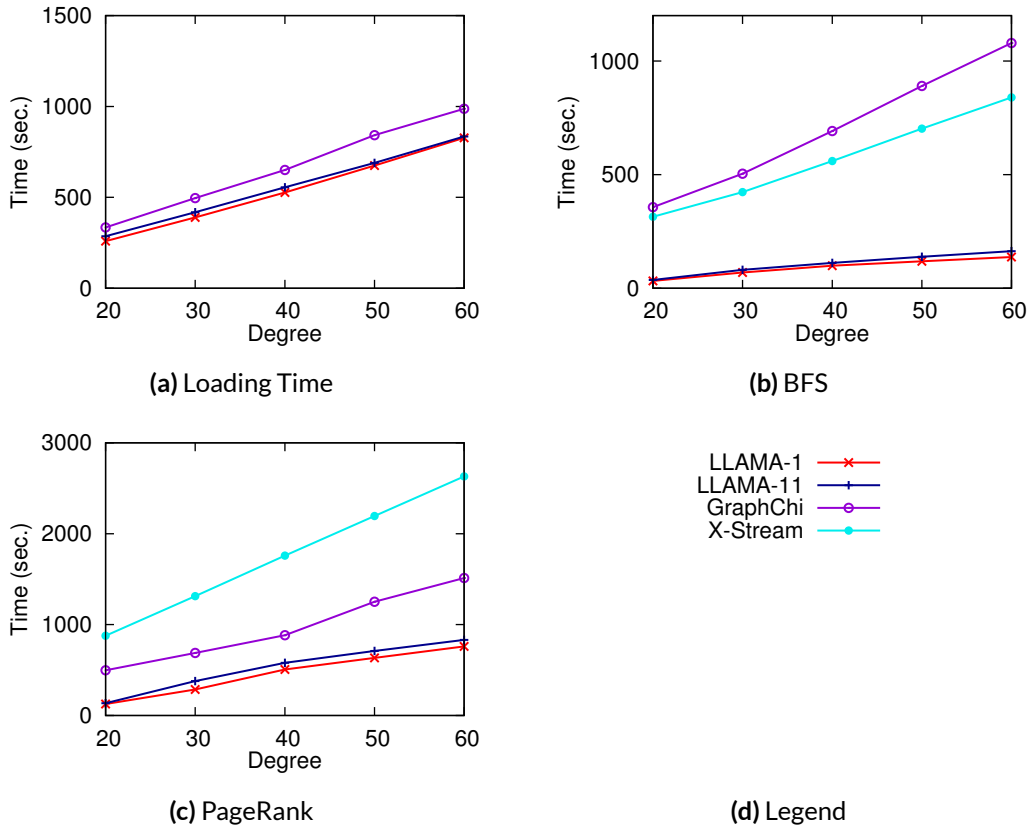 1500
1000
500
0
Time (sec.)
20 30 40 50 60
Degree
(a) Loading Time
1000
500
0
Time (sec.)
20 30 40 50 60
Degree
(b) BFS
3000
2000
1000
0
Time (sec.)
20 30 40 50 60
Degree
(c) PageRank
LLAMA-1
LLAMA-11
GraphChi
X-Stream
(d) Legend